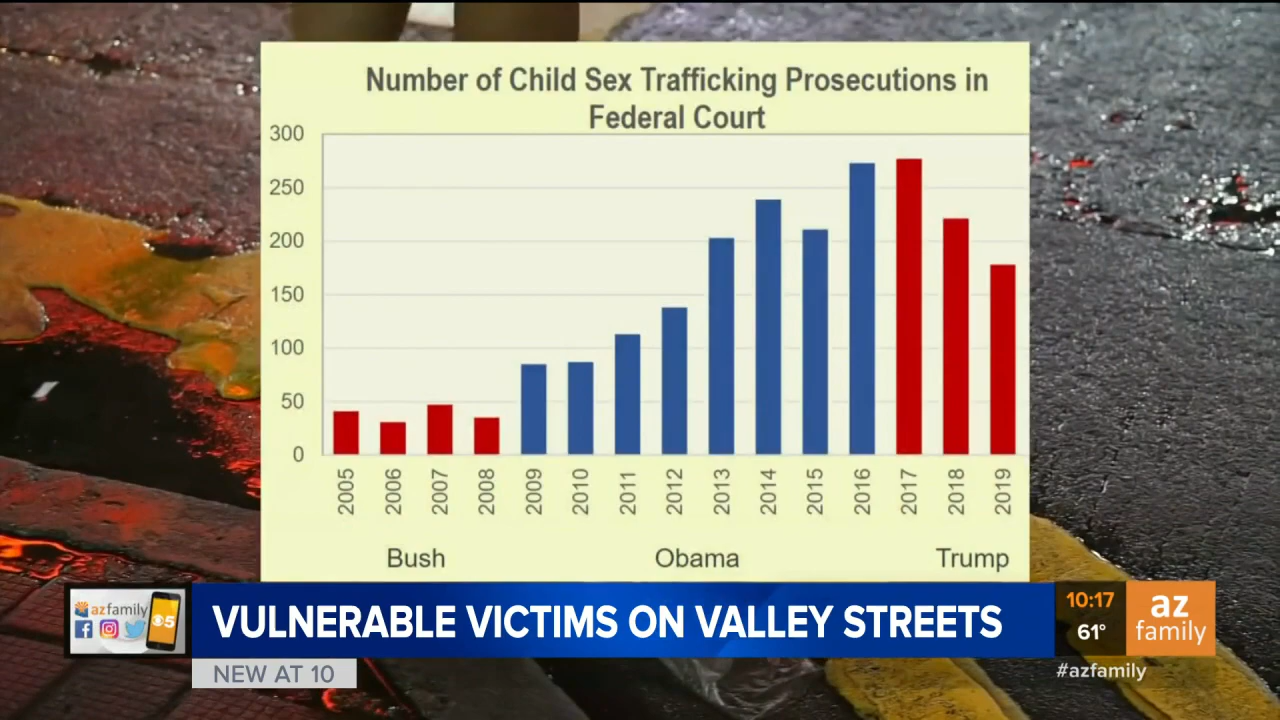 Number of Child Sex Trafficking Prosecutions in
Federal Court
300
250
200
150
100
50
0
2005 2006 2007 2008 2009 2010 2011 2012 2013 2014 2015 2016 2017 2018 2019
Bush Obama Trump
azfamily
5
VULNERABLE VICTIMS ON VALLEY STREETS
10:17
61°
az
family
NEW AT 10
#azfamily